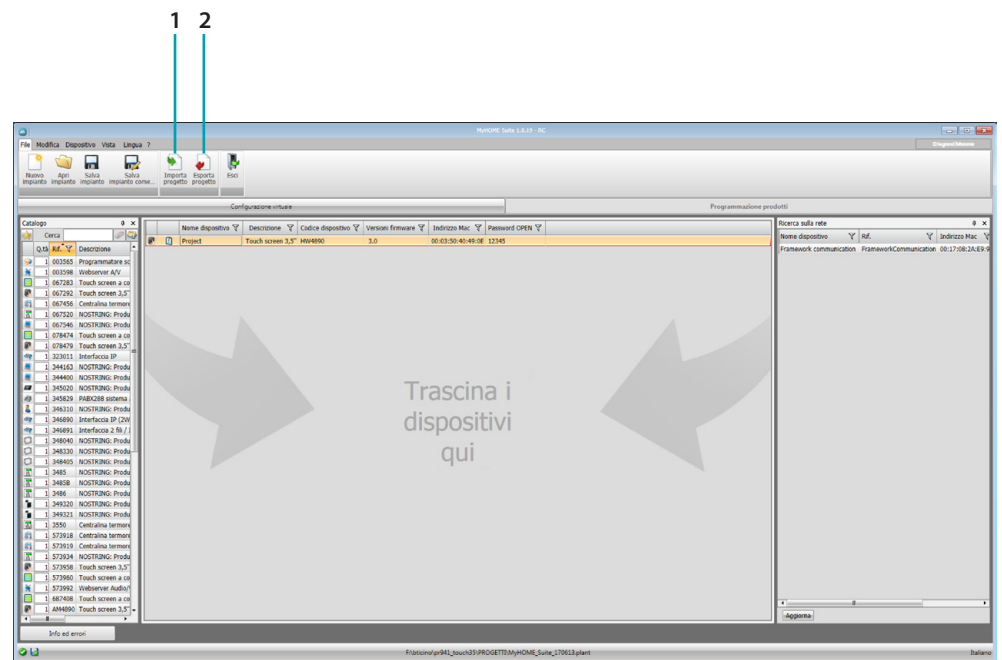 1 2
MyHOME Suite 1.0.19 - RC
File Modifica Dispositivo Vista Lingua ?
Nuovo impianto
Apri impianto
Salva impianto
Salva impianto come...
Importa progetto
Esporta progetto
Esci
Configurazione virtuale
Programmazione prodotti
Catalogo
Cerca
Q.tà Rif. Descrizione
1 003565 Programmatore sc
1 003598 Webserver A/V
1 067283 Touch screen a co
1 067292 Touch screen 3,5"
1 067456 Centralina termore
1 067520 NOSTRING: Produ
1 067546 NOSTRING: Produ
1 078474 Touch screen a co
1 078479 Touch screen 3,5"
1 323011 Interfaccia IP
1 344163 NOSTRING: Produ
1 344400 NOSTRING: Produ
1 345020 NOSTRING: Produ
1 345829 PABX288 sistema
1 346310 NOSTRING: Produ
1 346890 Interfaccia IP (2W
1 346891 Interfaccia 2 fili / I
1 348040 NOSTRING: Produ
1 348330 NOSTRING: Produ
1 348405 NOSTRING: Produ
1 3485 NOSTRING: Produ
1 3485B NOSTRING: Produ
1 3486 NOSTRING: Produ
1 349320 NOSTRING: Produ
1 349321 NOSTRING: Produ
1 3550 Centralina termore
1 573918 Centralina termore
1 573919 Centralina termore
1 573934 NOSTRING: Produ
1 573958 Touch screen 3,5"
1 573960 Touch screen a co
1 573992 Webserver Audio/V
1 687408 Touch screen a co
1 AM4890 Touch screen 3,5"
Nome dispositivo Descrizione Codice dispositivo Versioni firmware Indirizzo Mac Password OPEN
Project Touch screen 3,5" HW4890 3.0 00:03:50:40:49:0E 12345
Trascina i
dispositivi
qui
Ricerca sulla rete
Nome dispositivo Rif. Indirizzo Mac
Framework communication FrameworkCommunication 00:17:08:2A:E9:9
Aggiorna
Info ed errori
F:\bticino\pr941_touch35\PROGETTI\MyHOME_Suite_170613.plant
Italiano